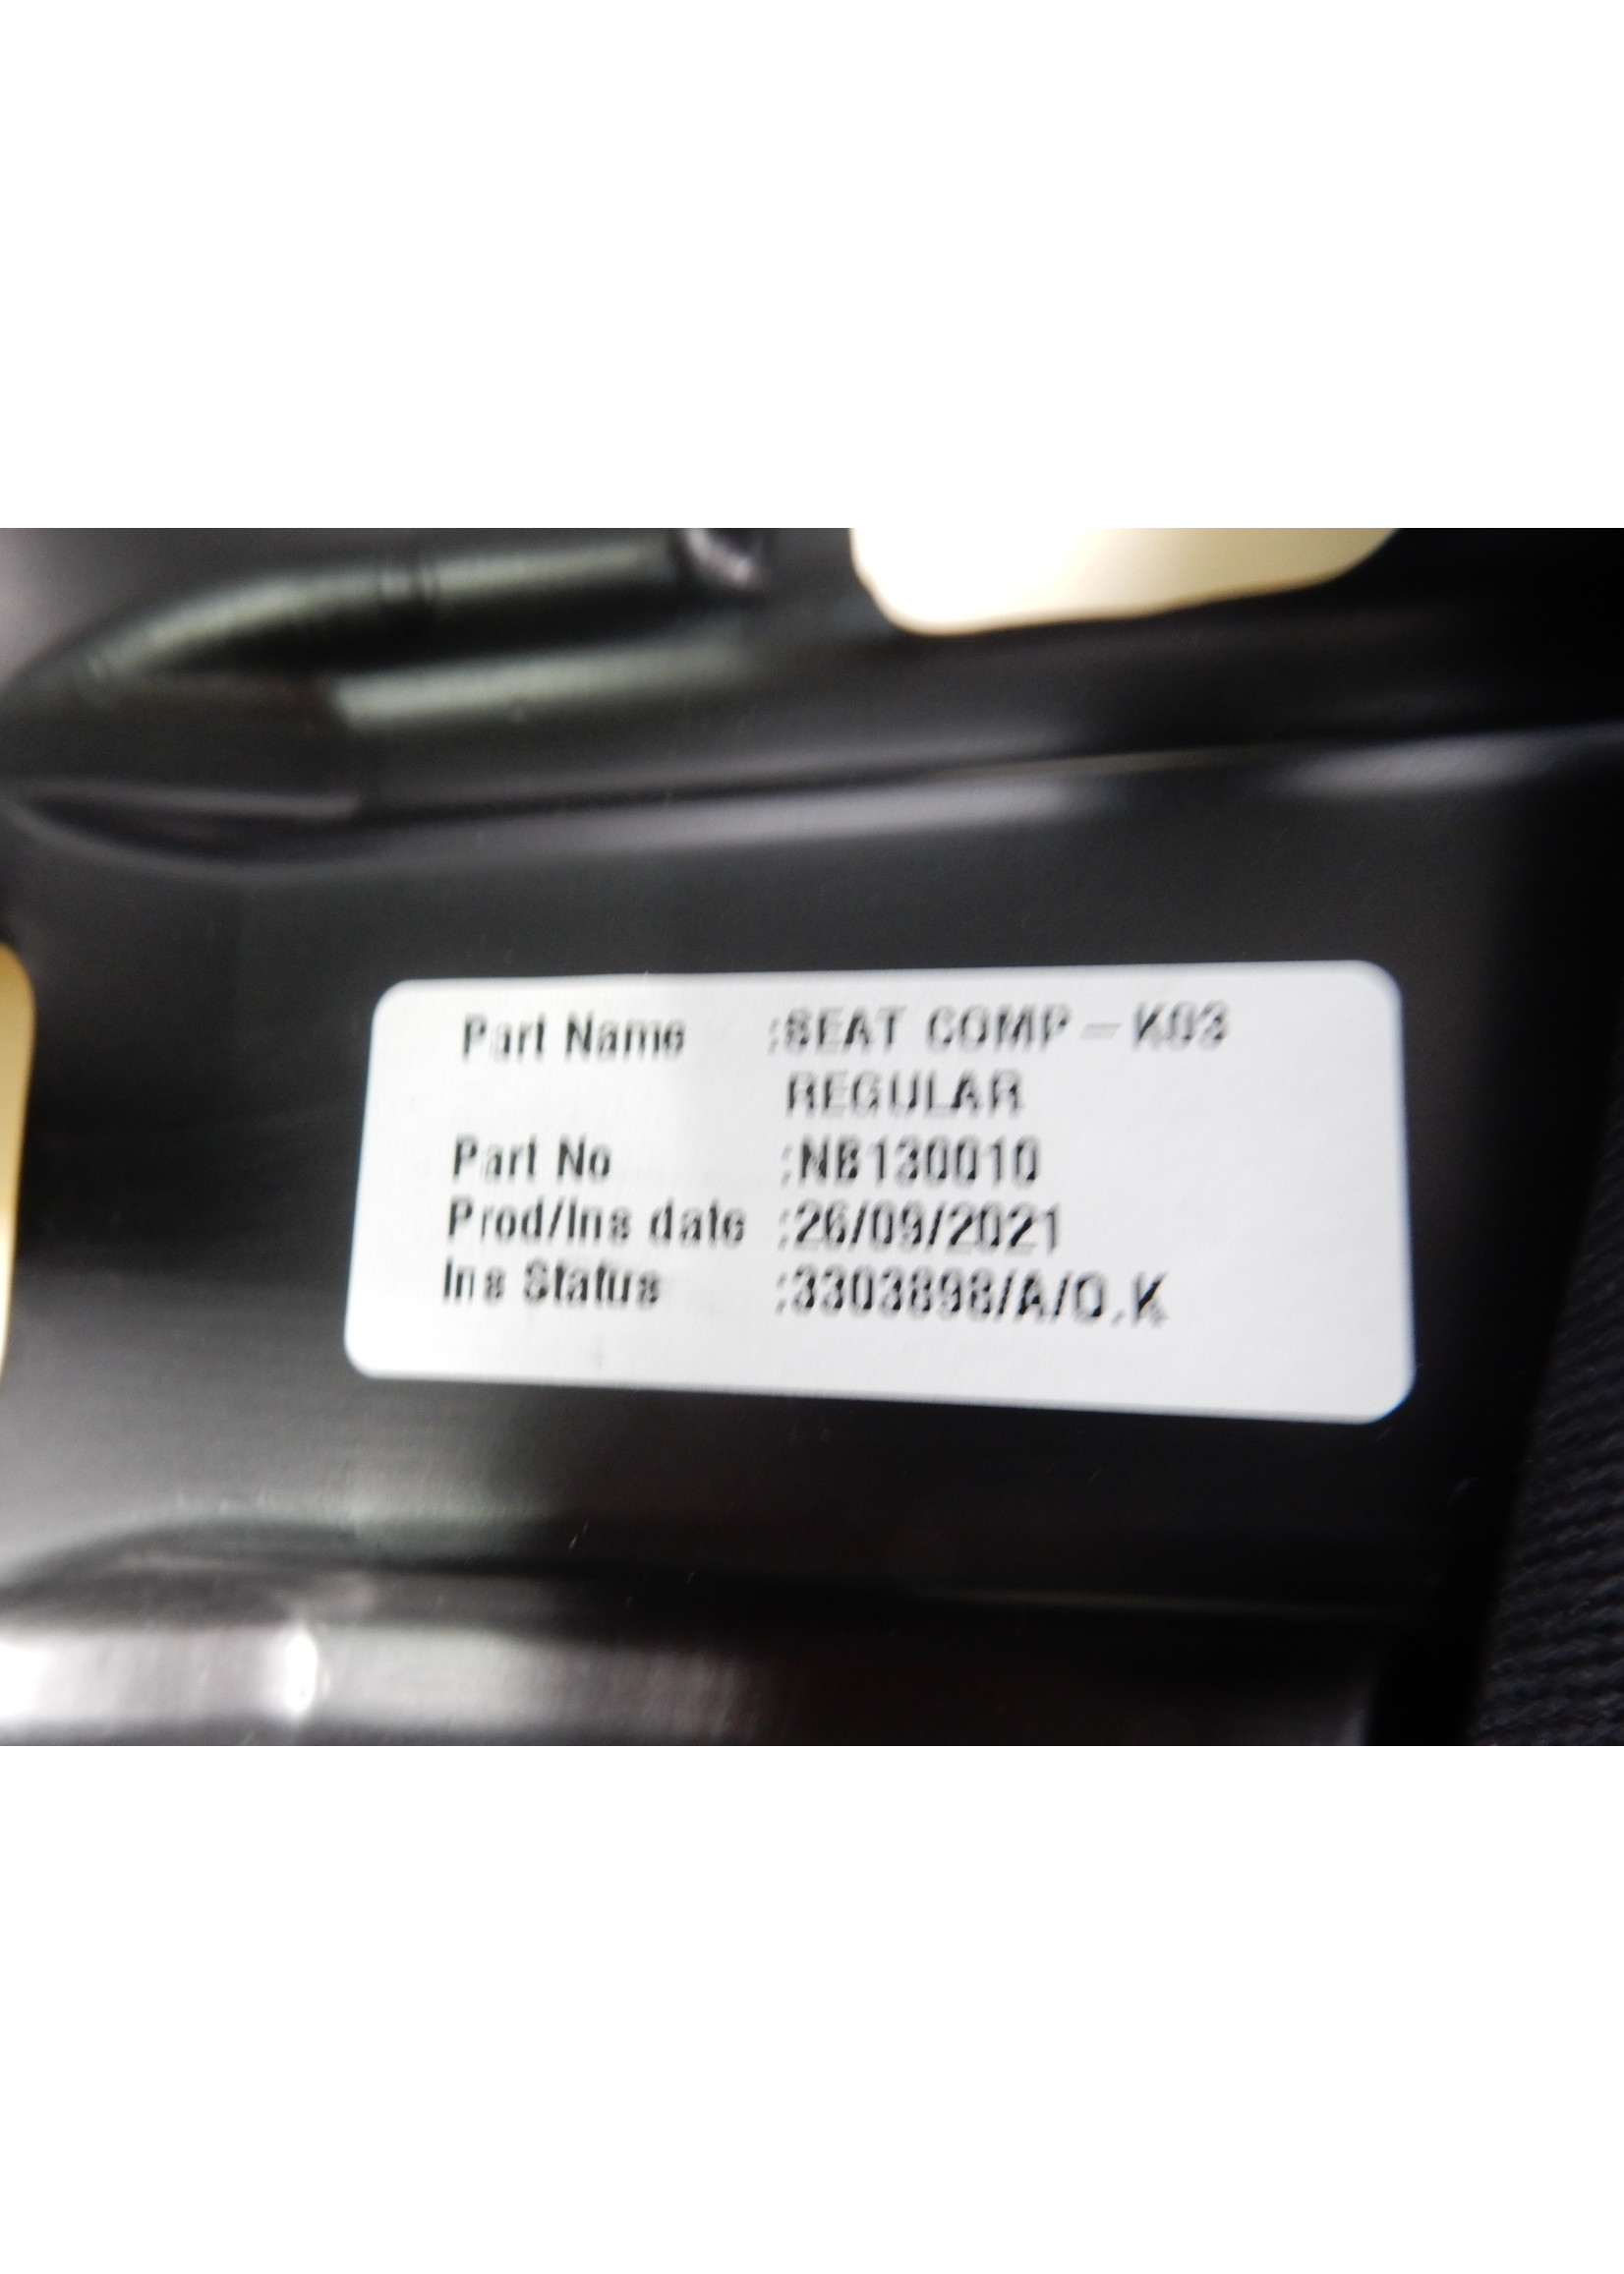 Part Name :SEAT COMP - K03
REGULAR
Part No :NB130010
Prod/Ins date :26/09/2021
Ins Status :3303898/A/O.K